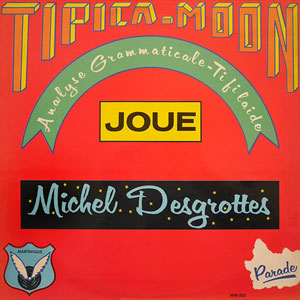 TIPICA-MOON
Analyse Grammaticale-Tifilaide
JOUE
Michel Desgrottes
MARTINIQUE
Parade